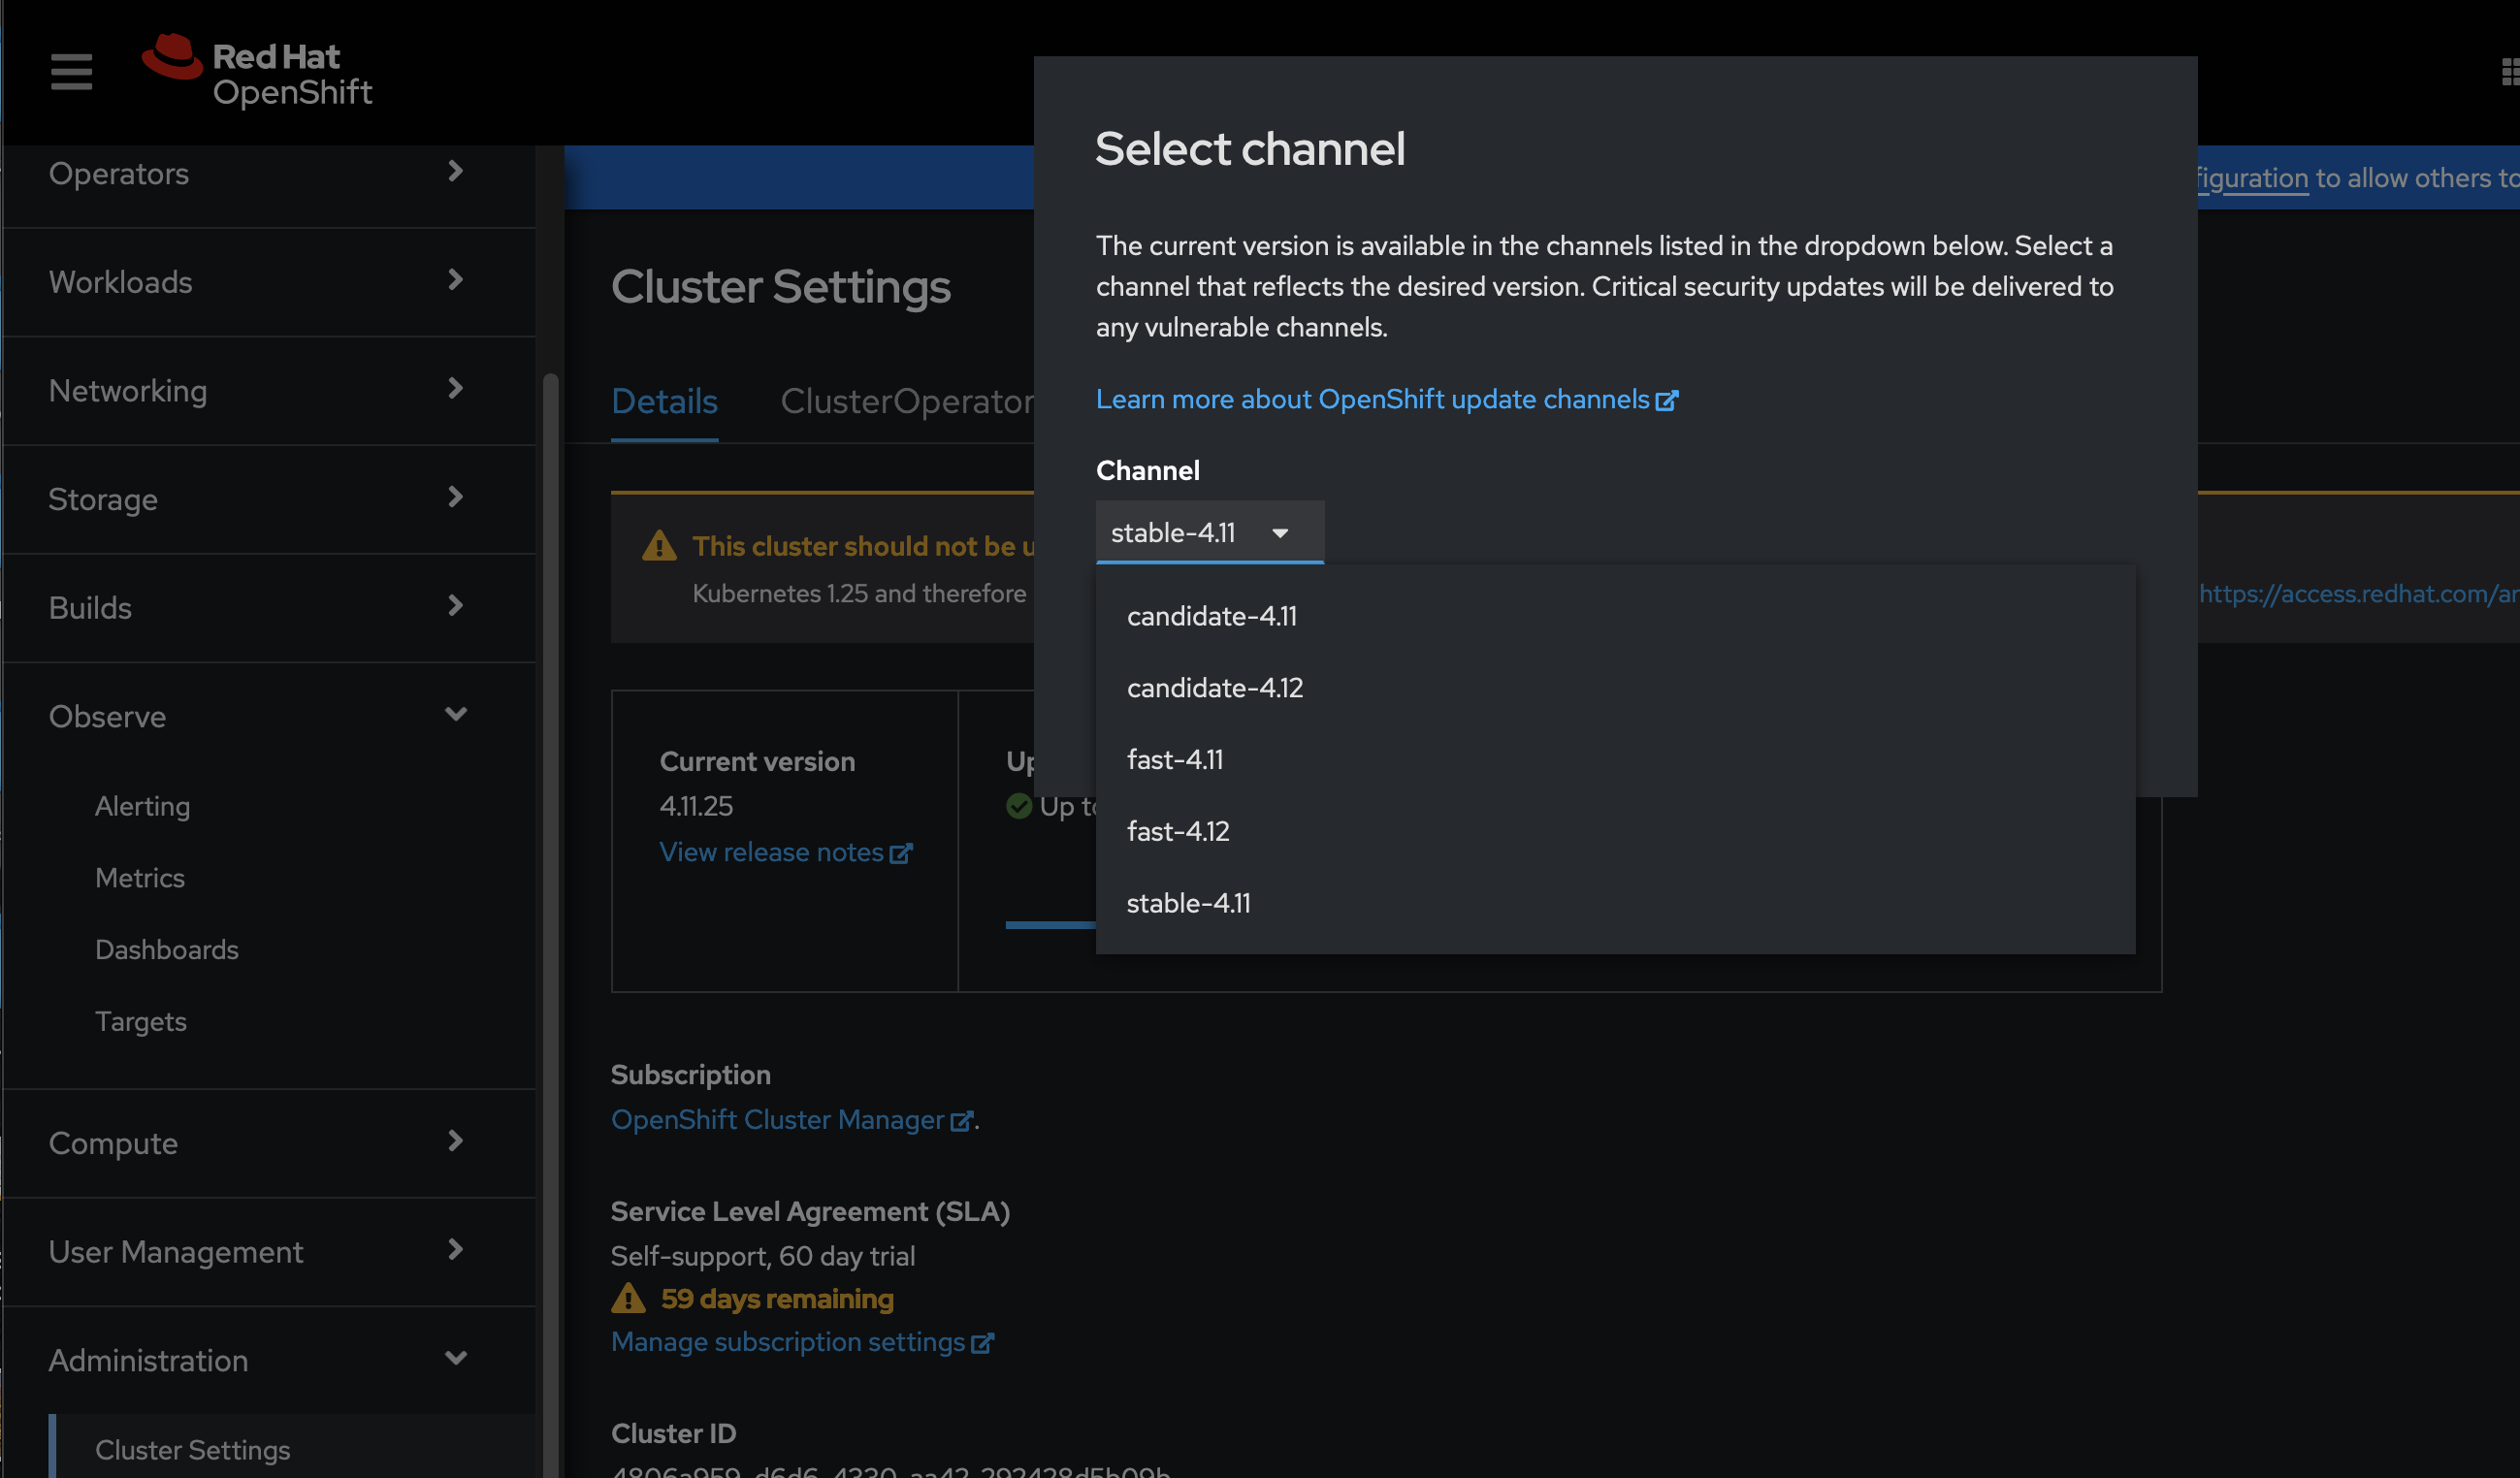 Red Hat
OpenShift
Operators
Workloads
Networking
Storage
Builds
Observe
Alerting
Metrics
Dashboards
Targets
Compute
User Management
Administration
Cluster Settings
to allow others
Cluster Settings
Details
This cluster should not be
Kubernetes 1.25 and therefore
https://access.redhat.com/ar
Current version
4.11.25
View release notes
Up
Subscription
OpenShift Cluster Manager.
Service Level Agreement (SLA)
Self-support, 60 day trial
59 days remaining
Manage subscription settings
Cluster ID
Select channel
The current version is available in the channels listed in the dropdown below. Select a
channel that reflects the desired version. Critical security updates will be delivered to
any vulnerable channels.
Learn more about OpenShift update channels
Channel
stable-4.11
candidate-4.11
candidate-4.12
fast-4.11
fast-4.12
stable-4.11